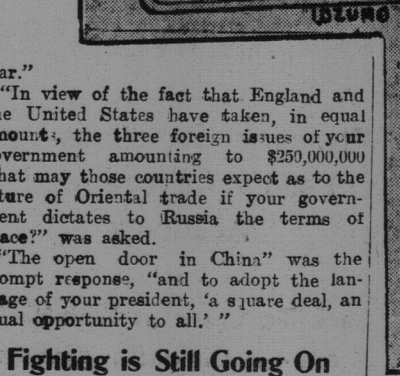 ar."
"In view of the fact that England and
e United States have taken, in equal
mounts, the three foreign issues of your
vernment amounting to $250,000,000
hat may those countries expect as to the
ture of Oriental trade if your govern-
ent dictates to Russia the terms of
ace?" was asked.
"The open door in China" was the
ompt response, "and to adopt the lan-
age of your president, 'a square deal, an
ual opportunity to all.' "
Fighting is Still Going On